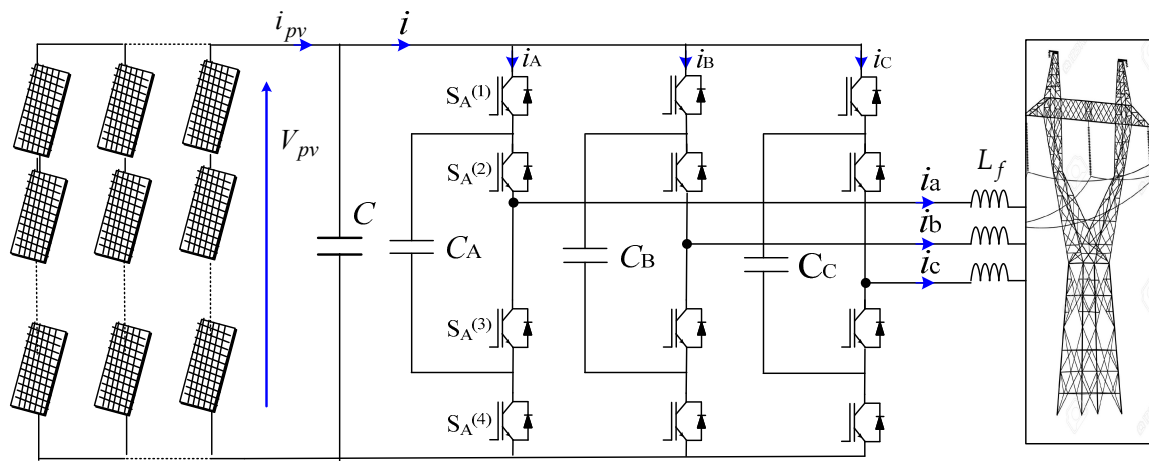 i_pv
i
i_A
i_B
i_C
S_A^(1)
V_pv
S_A^(2)
L_f
i_a
C
C_A
C_B
C_C
i_b
i_c
S_A^(3)
S_A^(4)